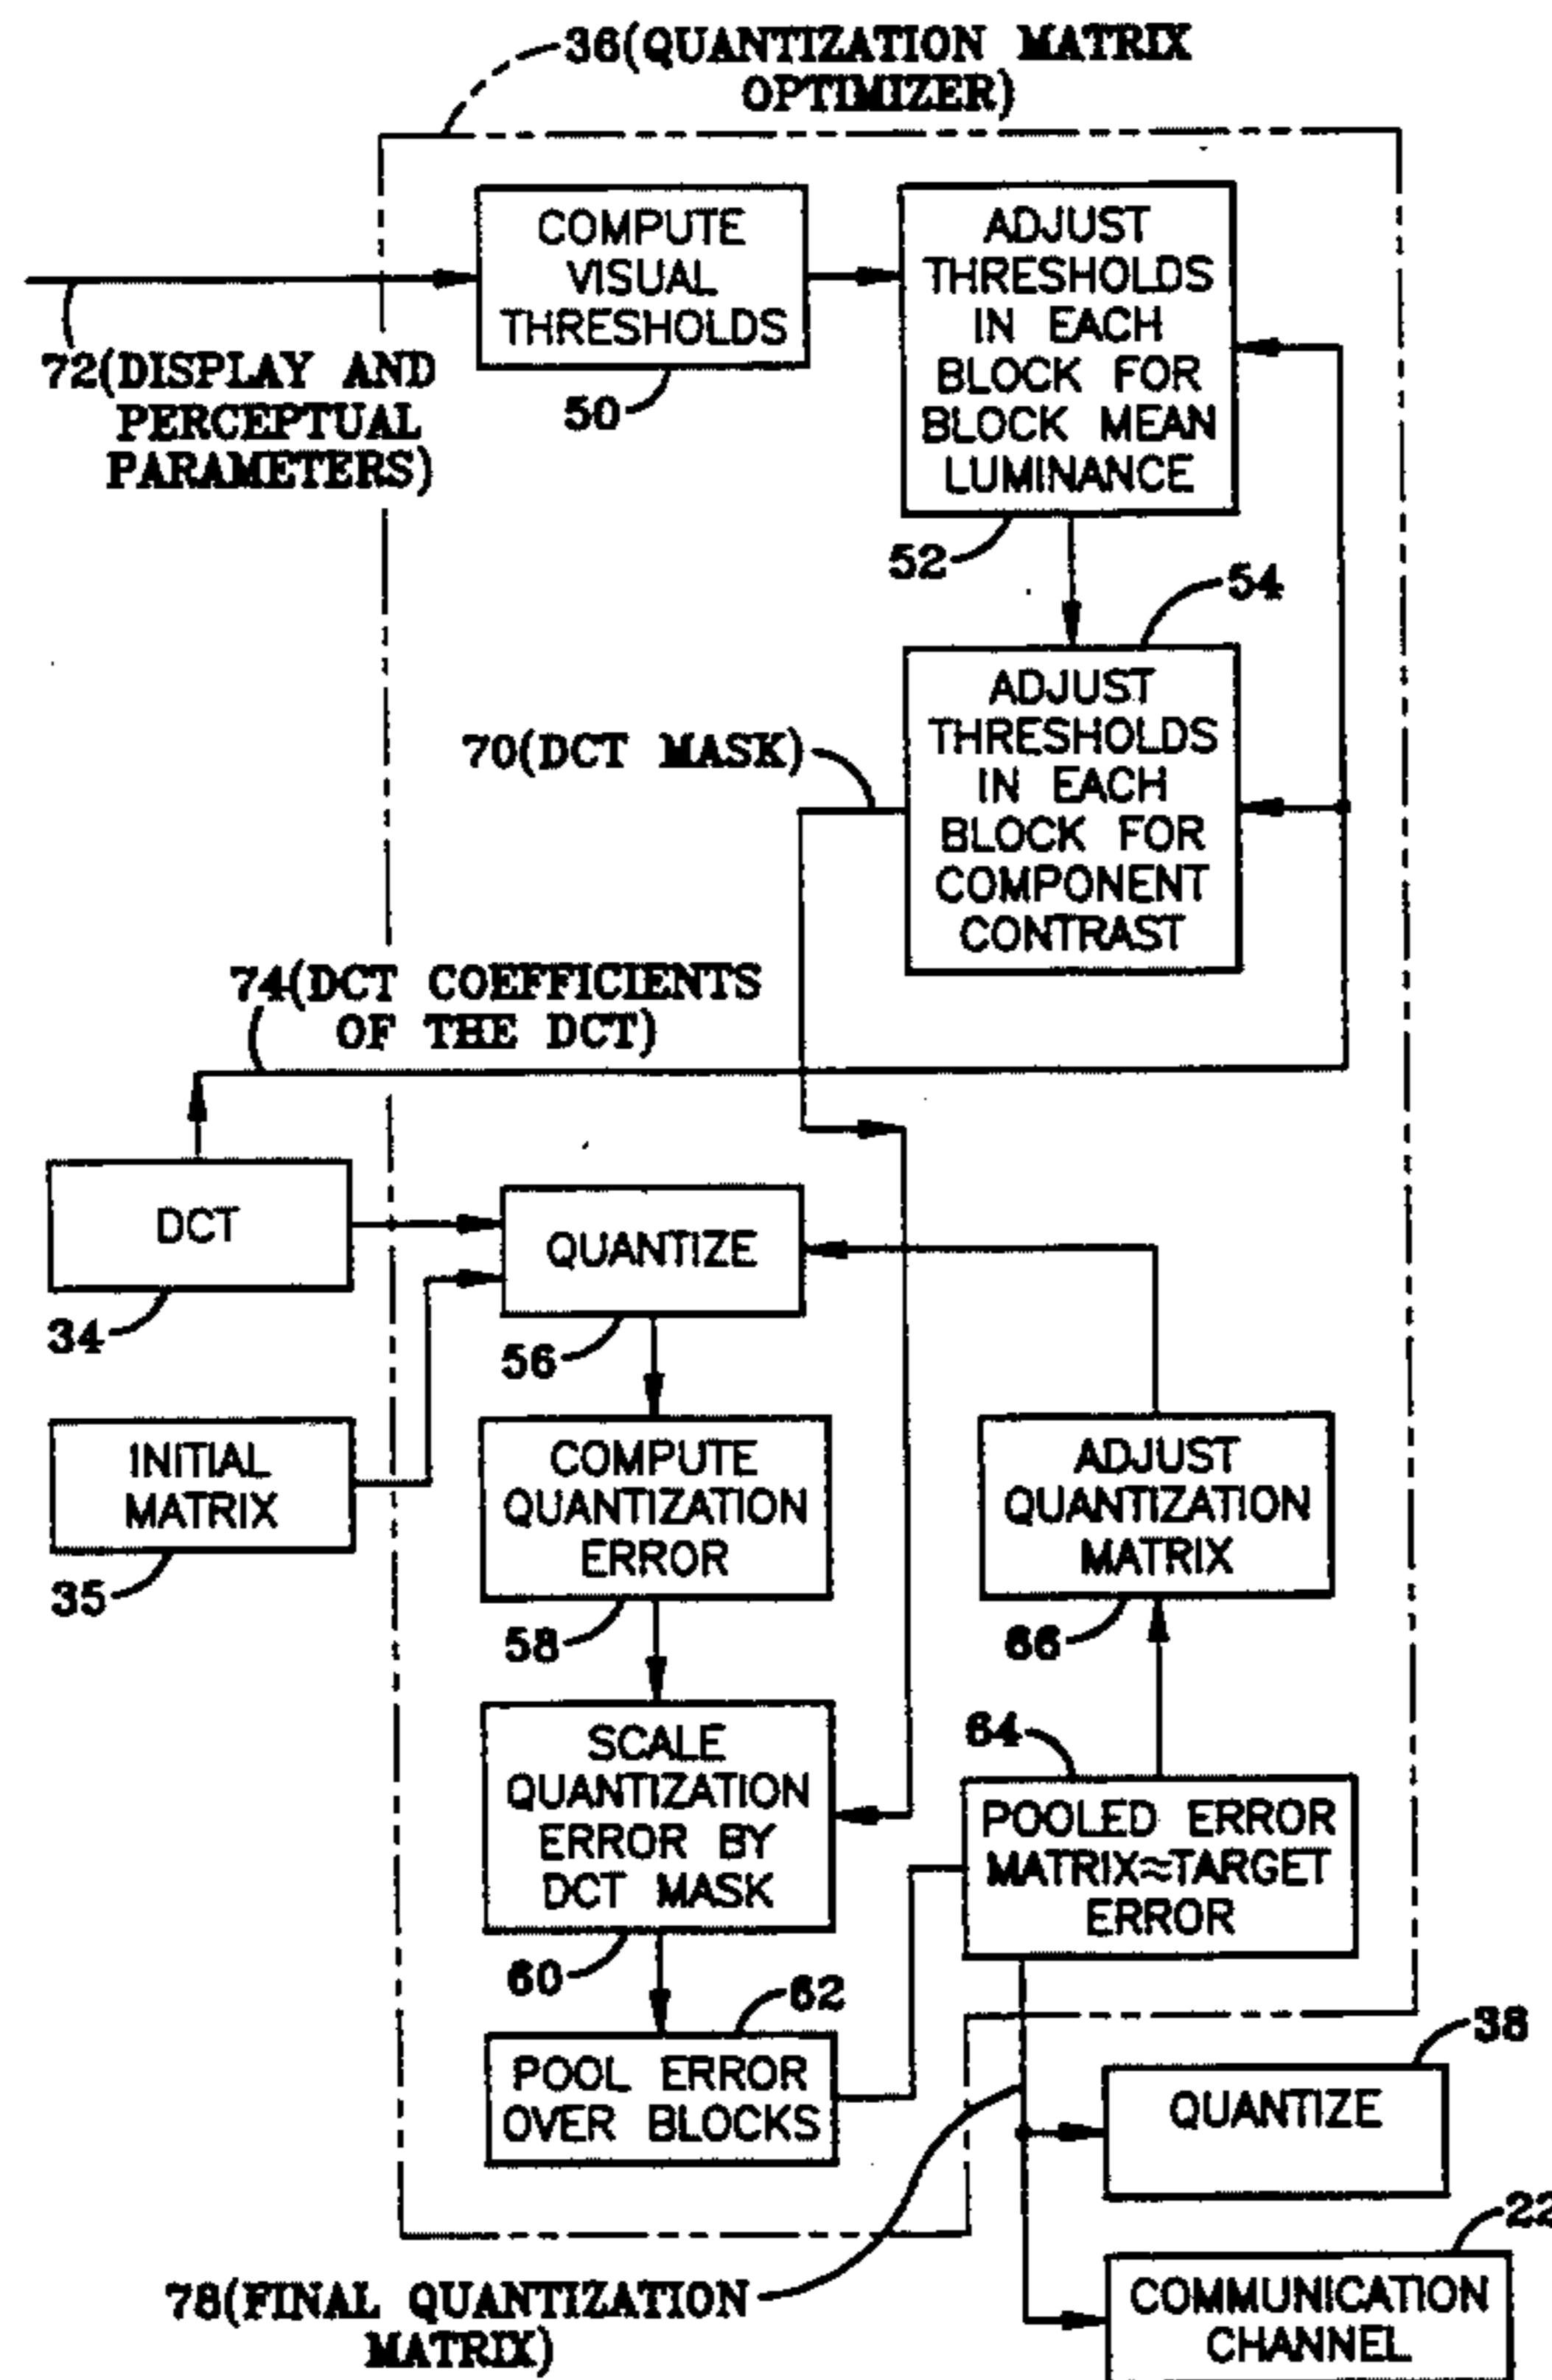 36(QUANTIZATION MATRIX
OPTIMIZER)
COMPUTE
VISUAL
THRESHOLDS
50
ADJUST
THRESHOLDS
IN EACH
BLOCK FOR
BLOCK MEAN
LUMINANCE
52
72(DISPLAY AND
PERCEPTUAL
PARAMETERS)
54
ADJUST
THRESHOLDS
IN EACH
BLOCK FOR
COMPONENT
CONTRAST
70(DCT MASK)
74(DCT COEFFICIENTS
OF THE DCT)
DCT
34
QUANTIZE
56
INITIAL
MATRIX
35
COMPUTE
QUANTIZATION
ERROR
58
ADJUST
QUANTIZATION
MATRIX
66
SCALE
QUANTIZATION
ERROR BY
DCT MASK
60
64
POOLED ERROR
MATRIX≈TARGET
ERROR
62
POOL ERROR
OVER BLOCKS
38
QUANTIZE
22
COMMUNICATION
CHANNEL
78(FINAL QUANTIZATION
MATRIX)